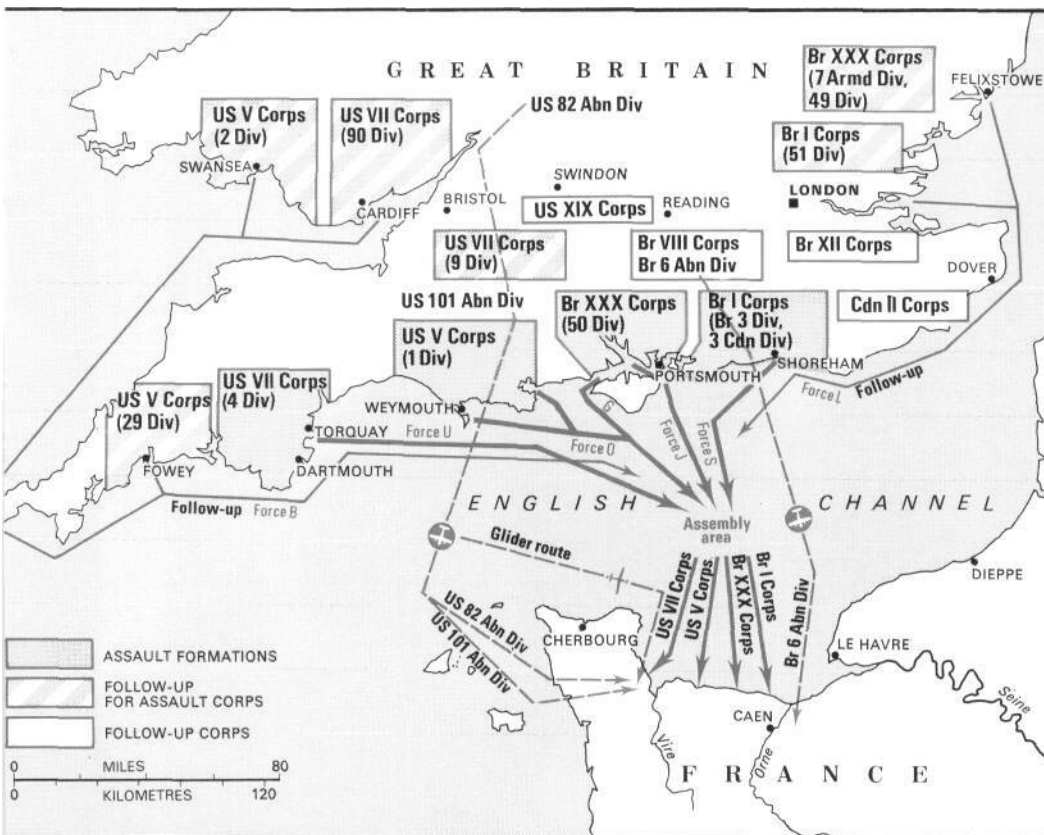 GREAT BRITAIN
Br XXX Corps
(7 Armd Div,
49 Div)
FELIXSTOWE
US V Corps
(2 Div)
US VII Corps
(90 Div)
US 82 Abn Div
Br I Corps
(51 Div)
SWANSEA
SWINDON
LONDON
CARDIFF
BRISTOL
US XIX Corps
READING
US VII Corps
(9 Div)
Br VIII Corps
Br 6 Abn Div
Br XII Corps
DOVER
US 101 Abn Div
Br XXX Corps
(50 Div)
Br I Corps
(Br 3 Div,
3 Cdn Div)
Cdn II Corps
US V Corps
(1 Div)
SHOREHAM
PORTSMOUTH
US VII Corps
(4 Div)
US V Corps
(29 Div)
WEYMOUTH
Follow-up
Force L
G
TORQUAY
Force U
Force O
Force J
Force S
FOWEY
DARTMOUTH
Follow-up Force B
ENGLISH CHANNEL
Assembly
area
Glider route
US VII Corps
US V Corps
Br XXX Corps
Br I Corps
Br 6 Abn Div
DIEPPE
US 82 Abn Div
US 101 Abn Div
CHERBOURG
LE HAVRE
Seine
CAEN
Vire
Orne
FRANCE
ASSAULT FORMATIONS
FOLLOW-UP
FOR ASSAULT CORPS
FOLLOW-UP CORPS
0 MILES 80
0 KILOMETRES 120